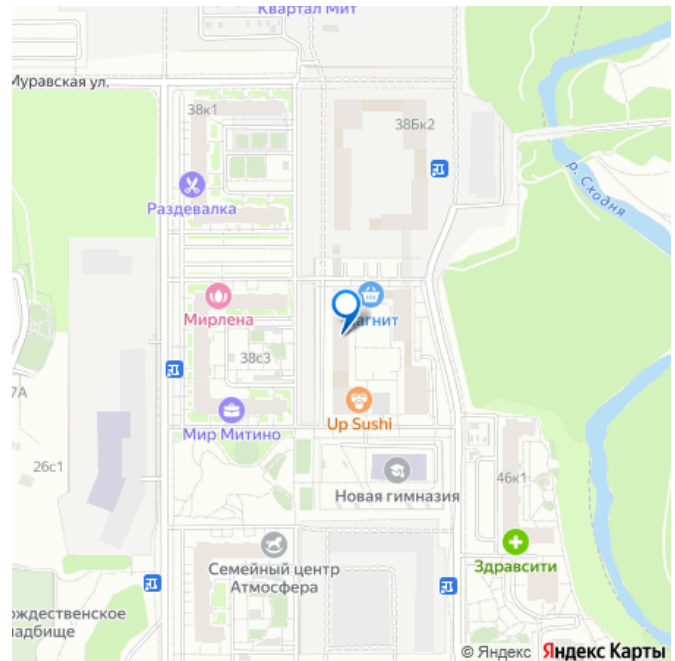 Квартал Мит
Муравская ул.
38к1
38Бк2
Раздевалка
р. Сходня
Мирлена
агнит
38с3
7А
Up Sushi
Мир Митино
26с1
Новая гимназия
46к1
Семейный центр
Атмосфера
Здравсити
ождественское
адбище
© Яндекс Яндекс Карты